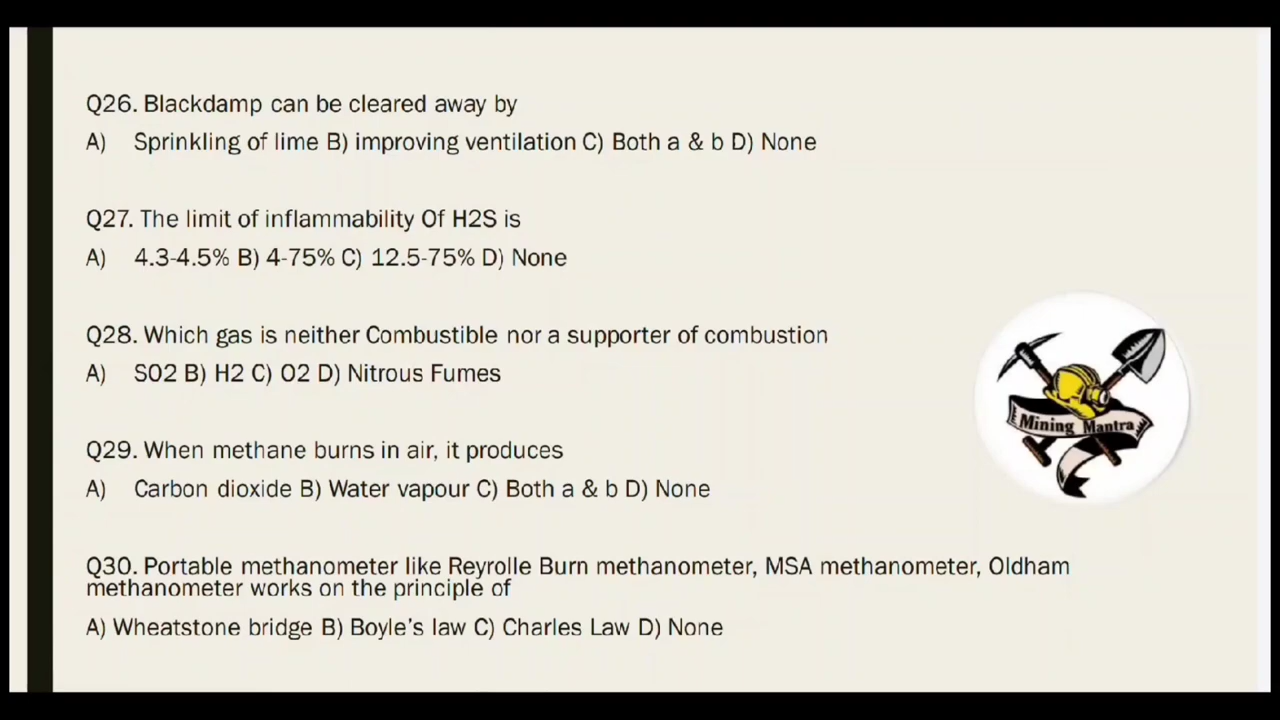 Q26. Blackdamp can be cleared away by
A) Sprinkling of lime B) improving ventilation C) Both a & b D) None
Q27. The limit of inflammability Of H2S is
A) 4.3-4.5% B) 4-75% C) 12.5-75% D) None
Q28. Which gas is neither Combustible nor a supporter of combustion
A) SO2 B) H2 C) O2 D) Nitrous Fumes
Q29. When methane burns in air, it produces
A) Carbon dioxide B) Water vapour C) Both a & b D) None
Q30. Portable methanometer like Reyrolle Burn methanometer, MSA methanometer, Oldham
methanometer works on the principle of
A) Wheatstone bridge B) Boyle's law C) Charles Law D) None
Mining Mantra